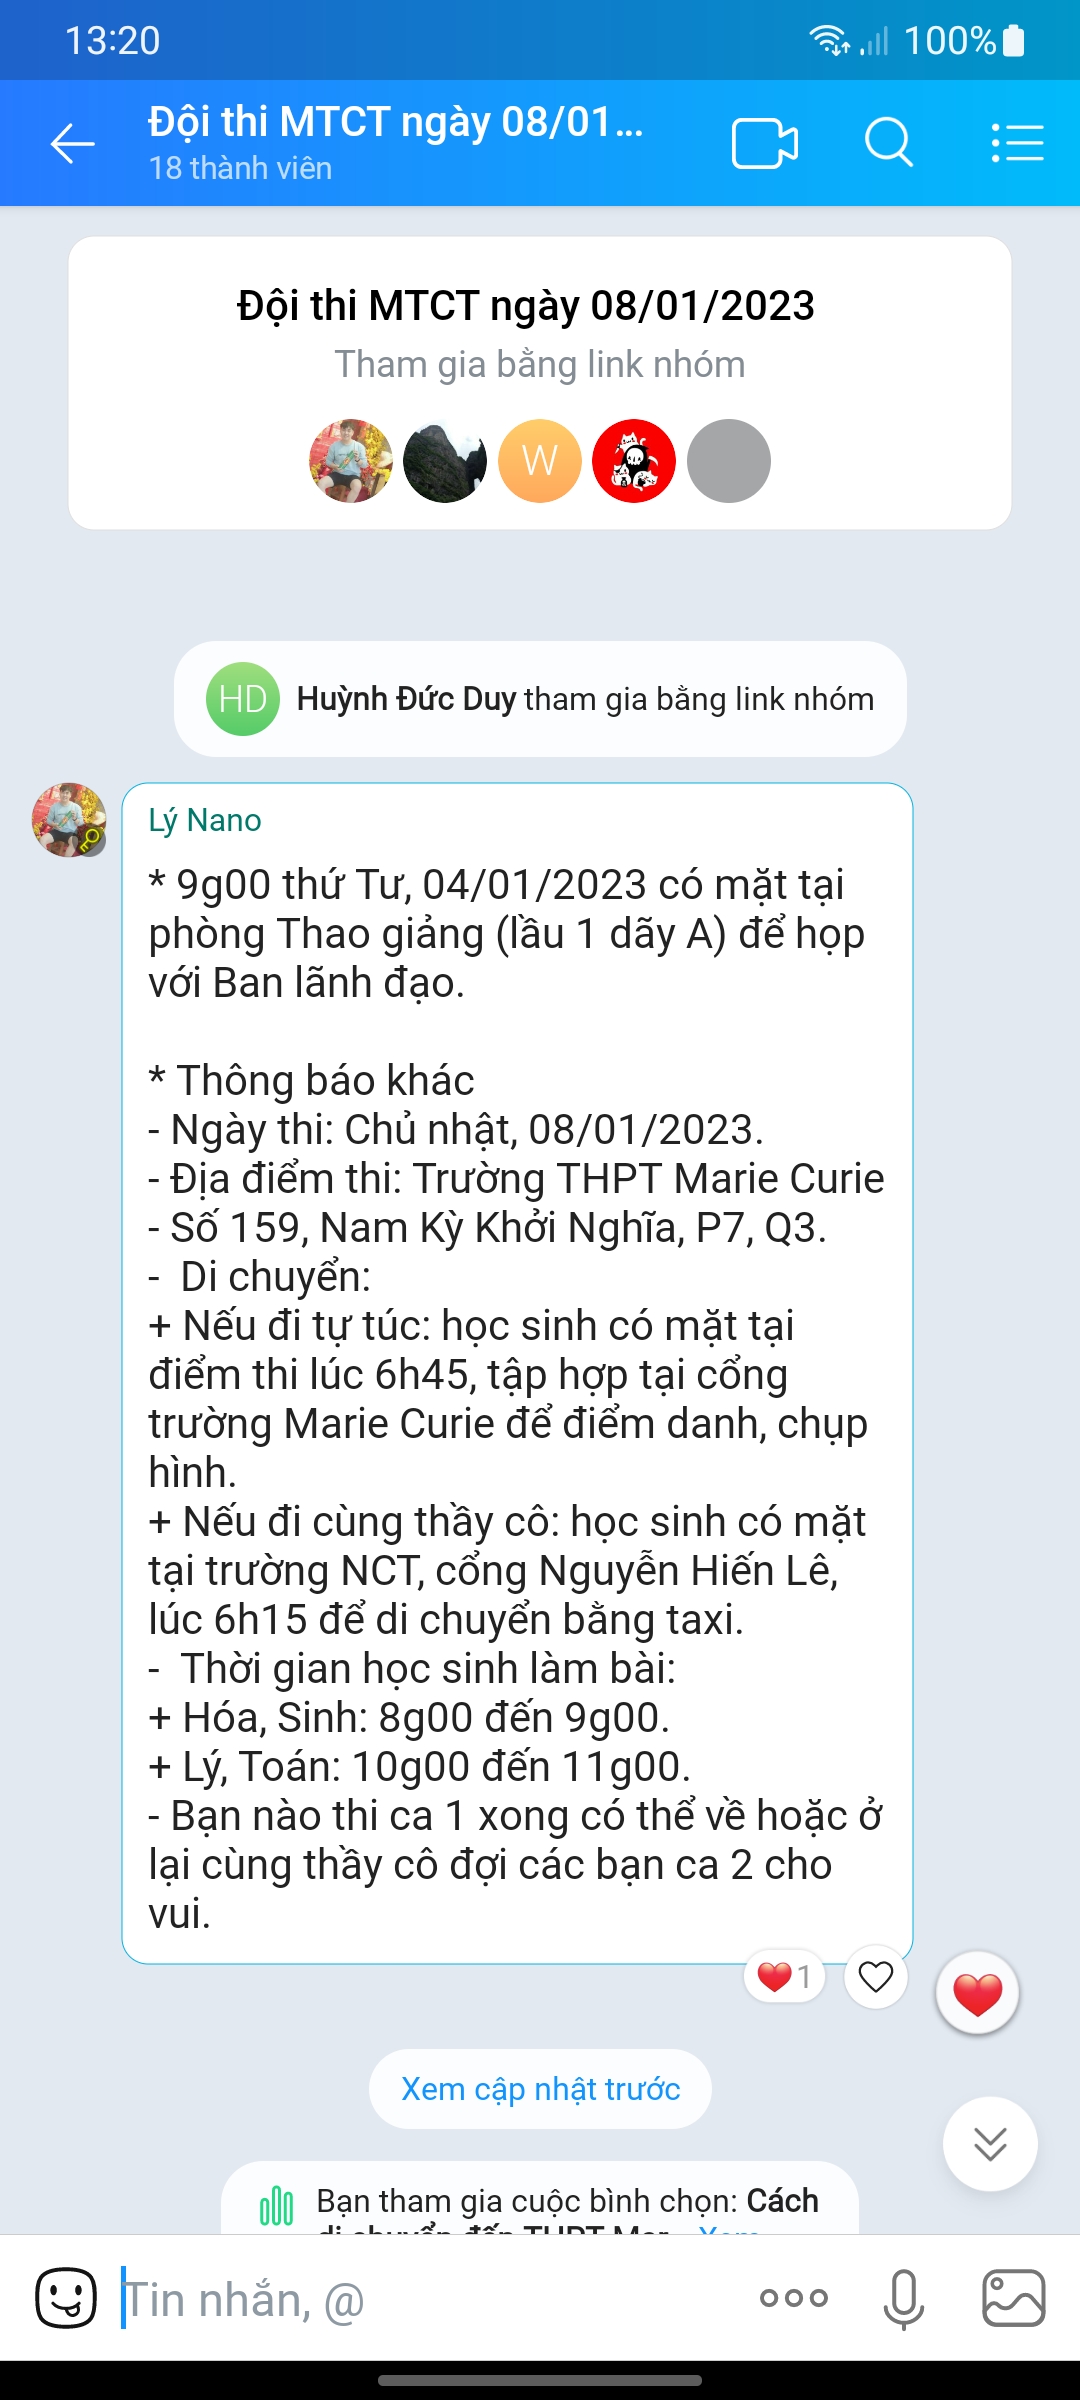 13:20
100%
Đội thi MTCT ngày 08/01...
18 thành viên
Đội thi MTCT ngày 08/01/2023
Tham gia bằng link nhóm
W
HD Huỳnh Đức Duy tham gia bằng link nhóm
Lý Nano
* 9g00 thứ Tư, 04/01/2023 có mặt tại
phòng Thao giảng (lầu 1 dãy A) để họp
với Ban lãnh đạo.
* Thông báo khác
- Ngày thi: Chủ nhật, 08/01/2023.
- Địa điểm thi: Trường THPT Marie Curie
- Số 159, Nam Kỳ Khởi Nghĩa, P7, Q3.
-  Di chuyển:
+ Nếu đi tự túc: học sinh có mặt tại
điểm thi lúc 6h45, tập hợp tại cổng
trường Marie Curie để điểm danh, chụp
hình.
+ Nếu đi cùng thầy cô: học sinh có mặt
tại trường NCT, cổng Nguyễn Hiến Lê,
lúc 6h15 để di chuyển bằng taxi.
-  Thời gian học sinh làm bài:
+ Hóa, Sinh: 8g00 đến 9g00.
+ Lý, Toán: 10g00 đến 11g00.
- Bạn nào thi ca 1 xong có thể về hoặc ở
lại cùng thầy cô đợi các bạn ca 2 cho
vui.
1
Xem cập nhật trước
Bạn tham gia cuộc bình chọn: Cách
di chuyển đến THPT Mar... Xem
Tin nhắn, @